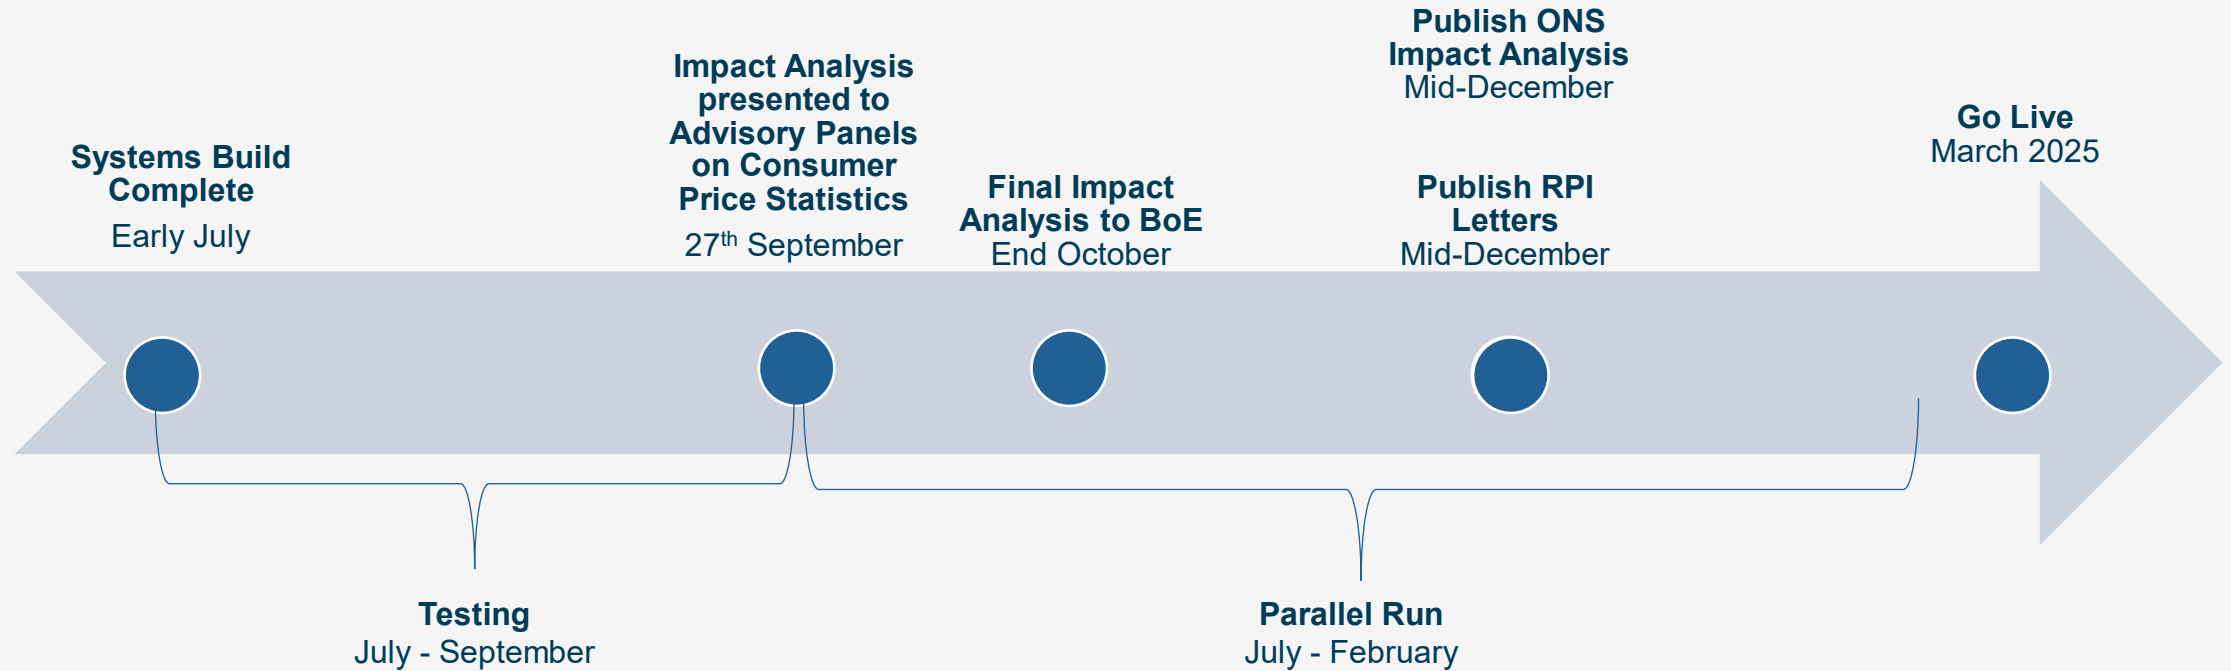 Systems Build
Complete
Early July
Impact Analysis
presented to
Advisory Panels
on Consumer
Price Statistics
27th September
Final Impact
Analysis to BoE
End October
Publish ONS
Impact Analysis
Mid-December
Publish RPI
Letters
Mid-December
Go Live
March 2025
Testing
July - September
Parallel Run
July - February